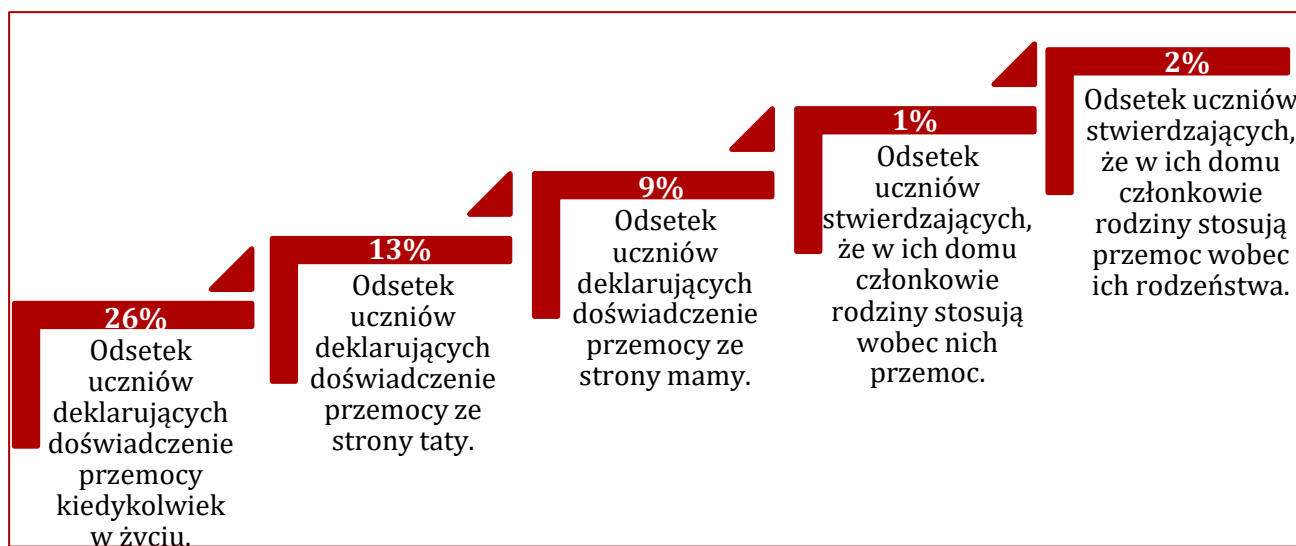 26%
Odsetek
uczniów
deklarujących
doświadczenie
przemocy
kiedykolwiek
w życiu.
13%
Odsetek
uczniów
deklarujących
doświadczenie
przemocy ze
strony taty.
9%
Odsetek
uczniów
deklarujących
doświadczenie
przemocy ze
strony mamy.
1%
Odsetek
uczniów
stwierdzających,
że w ich domu
członkowie
rodziny stosują
wobec nich
przemoc.
2%
Odsetek uczniów
stwierdzających,
że w ich domu
członkowie
rodziny stosują
przemoc wobec
ich rodzeństwa.